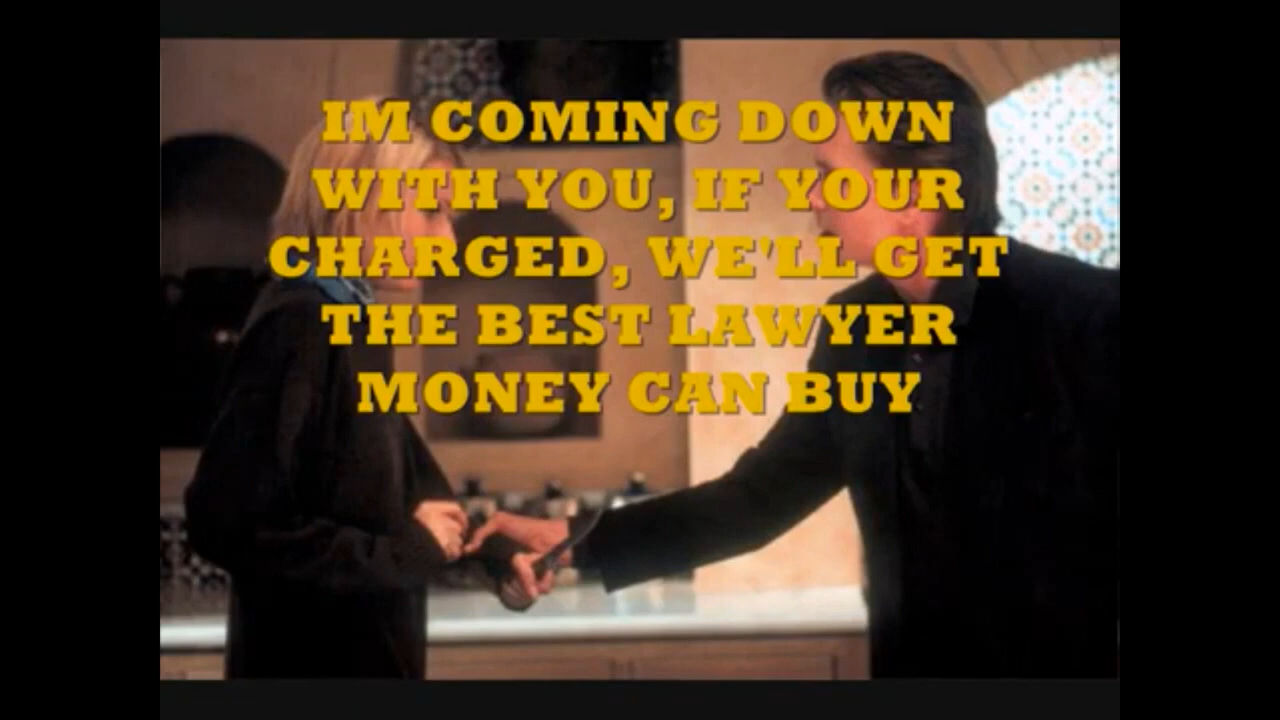 IM COMING DOWN
WITH YOU, IF YOUR
CHARGED, WE'LL GET
THE BEST LAWYER
MONEY CAN BUY